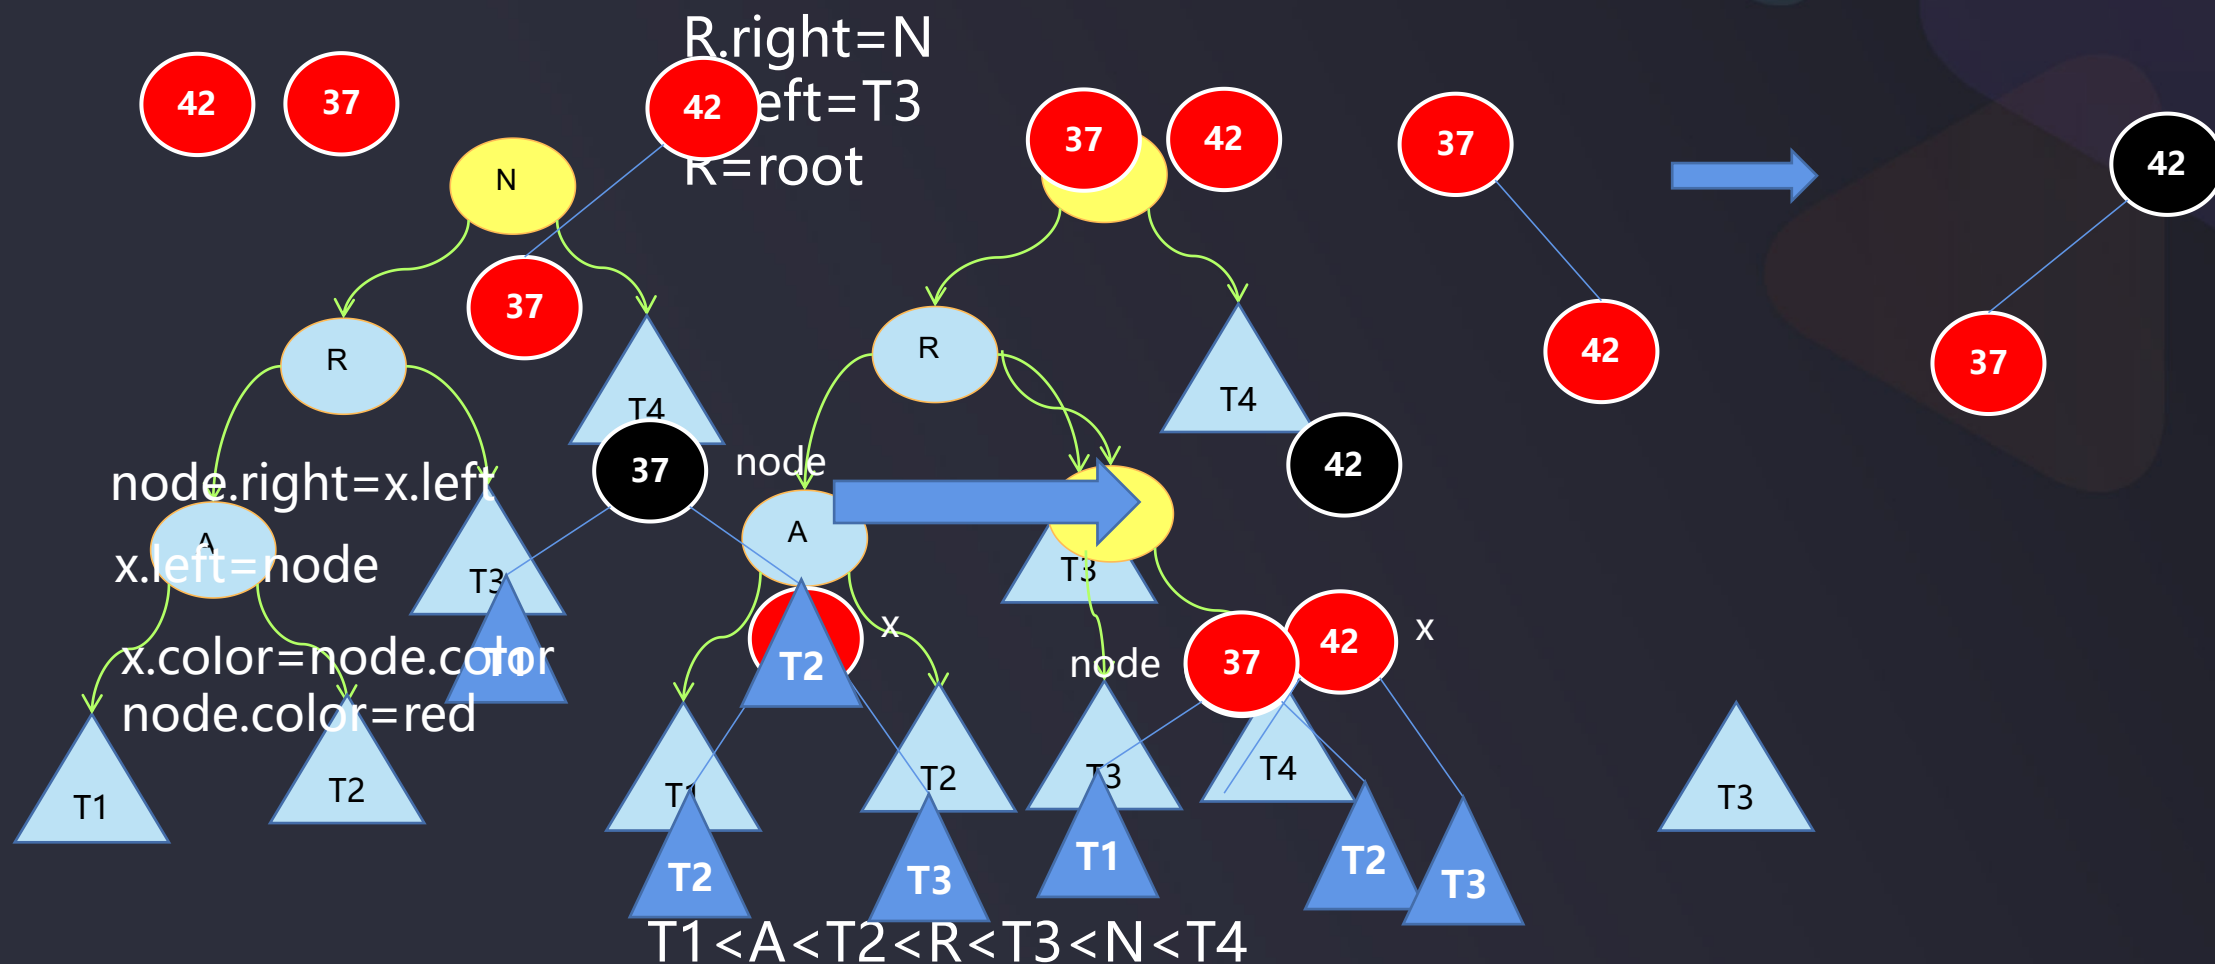 R.right=N
eft=T3
R=root
42
37
42
37
42
37
42
N
37
R
T4
R
T4
42
37
node.right=x.left
37
node
42
A
A
x.left=node
T3
T3
x.color=node.color
T1
T2
x
node
37
42
x
node.color=red
T1
T2
T1
T2
T3
T4
T3
T2
T3
T1
T2
T3
T1<A<T2<R<T3<N<T4